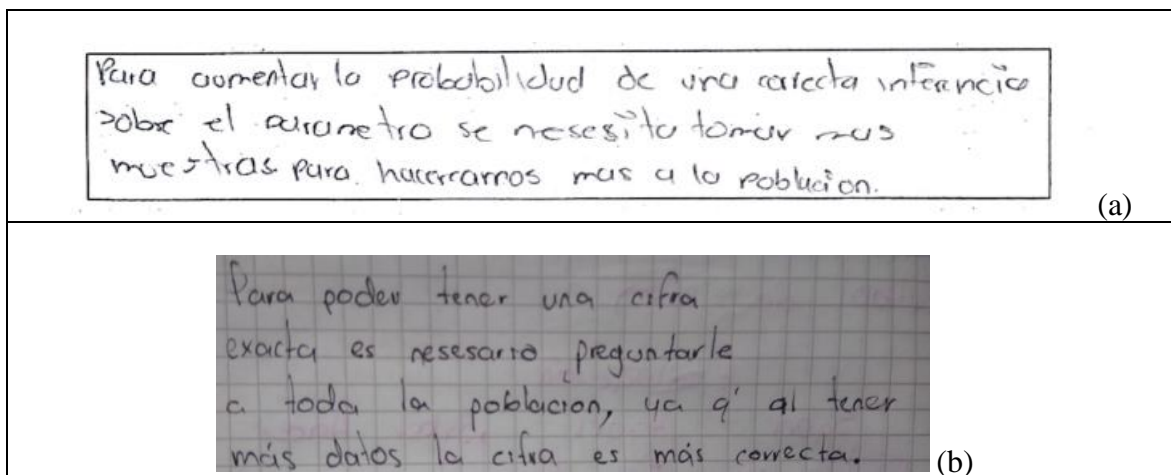 Para aumentar la probabilidad de una correcta inferencia
sobre el parametro se nesesita tomar mas
muestras para hacercarnos mas a la poblacion.
(a)
Para poder tener una cifra
exacta es nesesario preguntarle
a toda la población, ya q' al tener
más datos la cifra es más correcta.
(b)